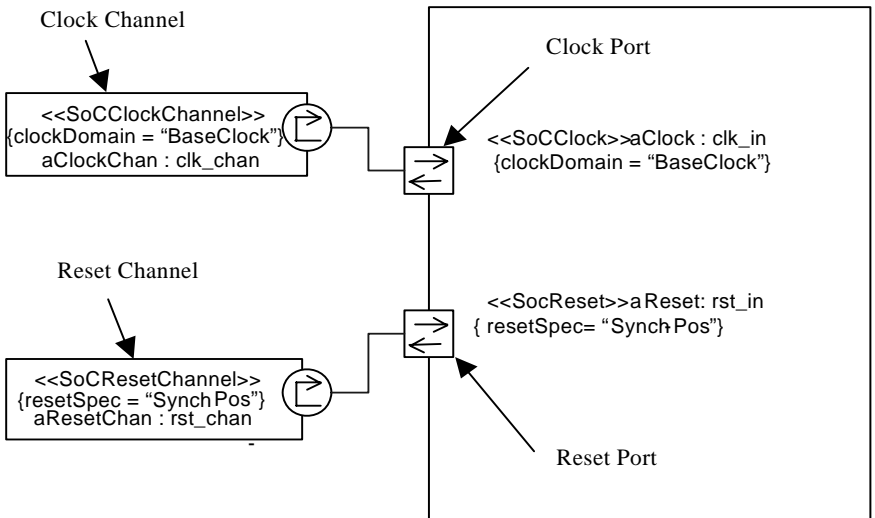 Clock Channel
Clock Port
<<SoCClockChannel>>
{clockDomain = “BaseClock”}
aClockChan : clk_chan
<<SoCClock>>aClock : clk_in
{clockDomain = “BaseClock”}
Reset Channel
<<SocReset>>aReset: rst_in
{ resetSpec= “Synch-Pos”}
<<SoCResetChannel>>
{resetSpec = “Synch Pos”}
aResetChan : rst_chan
-
Reset Port